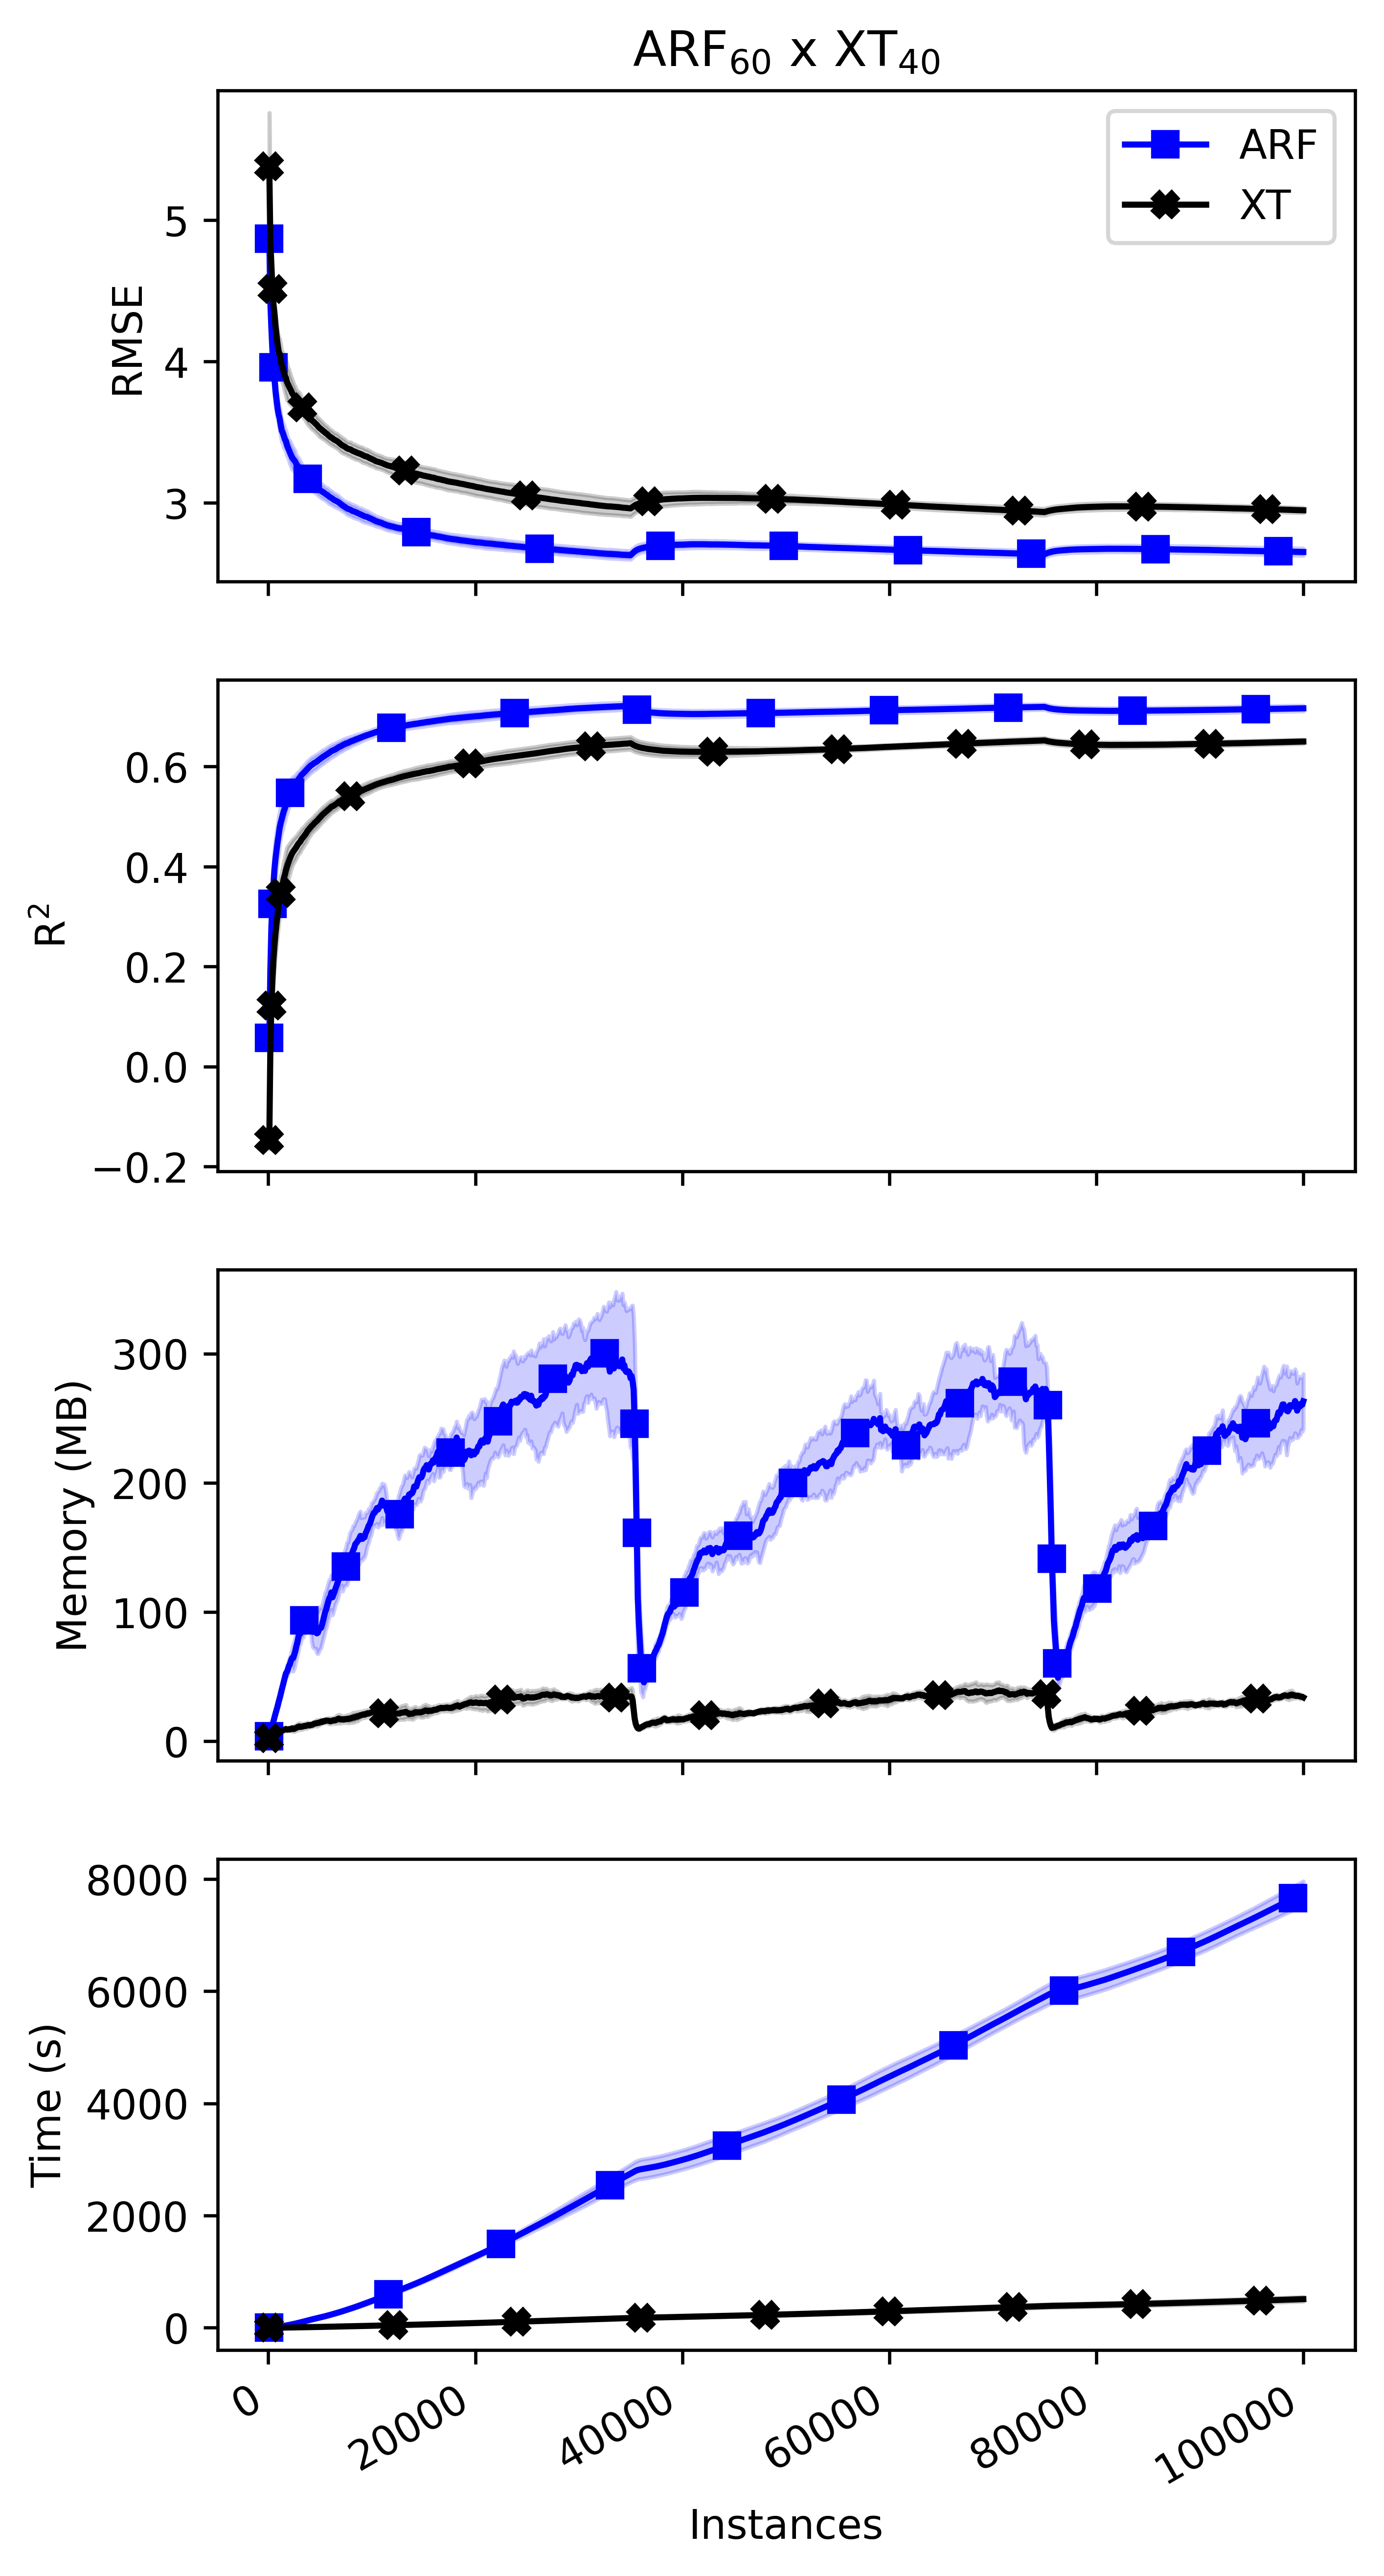 ARF₆₀ x XT₄₀
ARF
XT
RMSE
5
4
3
R²
0.6
0.4
0.2
0.0
−0.2
Memory (MB)
300
200
100
0
Time (s)
8000
6000
4000
2000
0
0
20000
40000
60000
80000
100000
Instances